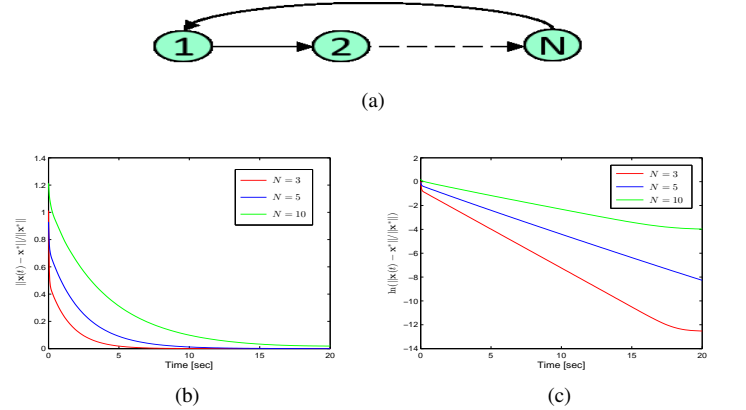 1 2 N
(a)
1.4
1.2
1
0.8
0.6
0.4
0.2
0
0 5 10 15 20
Time [sec]
||x(t) − x*||/||x*||
N = 3
N = 5
N = 10
(b)
2
0
−2
−4
−6
−8
−10
−12
−14
0 5 10 15 20
Time [sec]
ln(||x(t) − x*||/||x*||)
N = 3
N = 5
N = 10
(c)